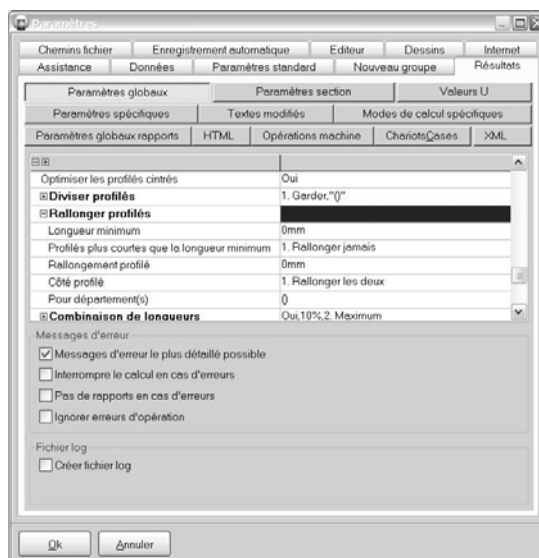 Paramètres
Chemins fichier Enregistrement automatique Editeur Dessins Internet
Assistance Données Paramètres standard Nouveau groupe Résultats
Paramètres globaux Paramètres section Valeurs U
Paramètres spécifiques Textes modifiés Modes de calcul spécifiques
Paramètres globaux rapports HTML Opérations machine ChariotsCases XML
Optimiser les profilés cintrés Oui
Diviser profilés 1. Garder,"()"
Rallonger profilés
Longueur minimum 0mm
Profilés plus courtes que la longueur minimum 1. Rallonger jamais
Rallongement profilé 0mm
Côté profilé 1. Rallonger les deux
Pour département(s) ()
Combinaison de longueurs Oui,10%,2. Maximum
Messages d'erreur
Messages d'erreur le plus détaillé possible
Interrompre le calcul en cas d'erreurs
Pas de rapports en cas d'erreurs
Ignorer erreurs d'opération
Fichier log
Créer fichier log
Ok Annuler